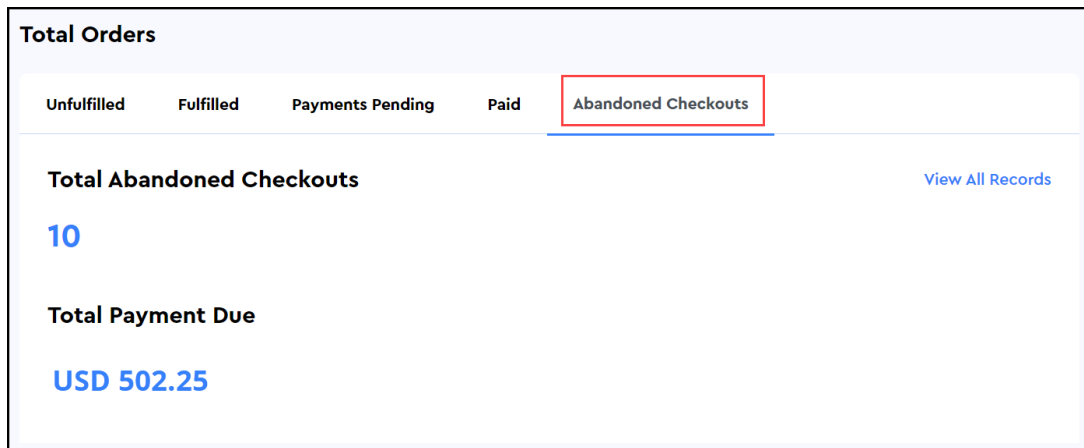 Total Orders
Unfulfilled Fulfilled Payments Pending Paid Abandoned Checkouts
Total Abandoned Checkouts View All Records
10
Total Payment Due
USD 502.25